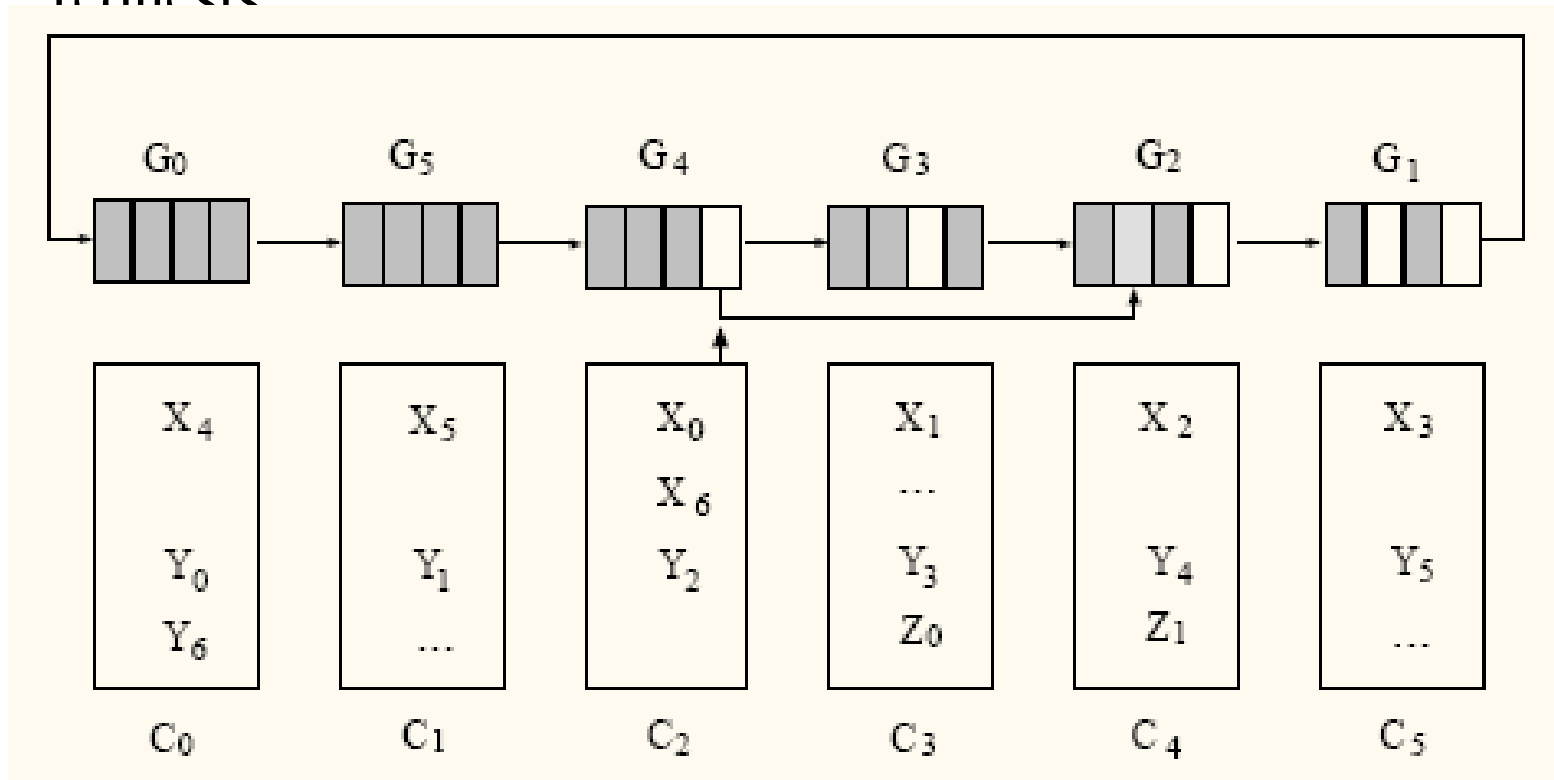 G0 G5 G4 G3 G2 G1
X4 X5 X0 X1 X2 X3
X6 ...
Y0 Y1 Y2 Y3 Y4 Y5
Y6 ... Z0 Z1 ...
C0 C1 C2 C3 C4 C5